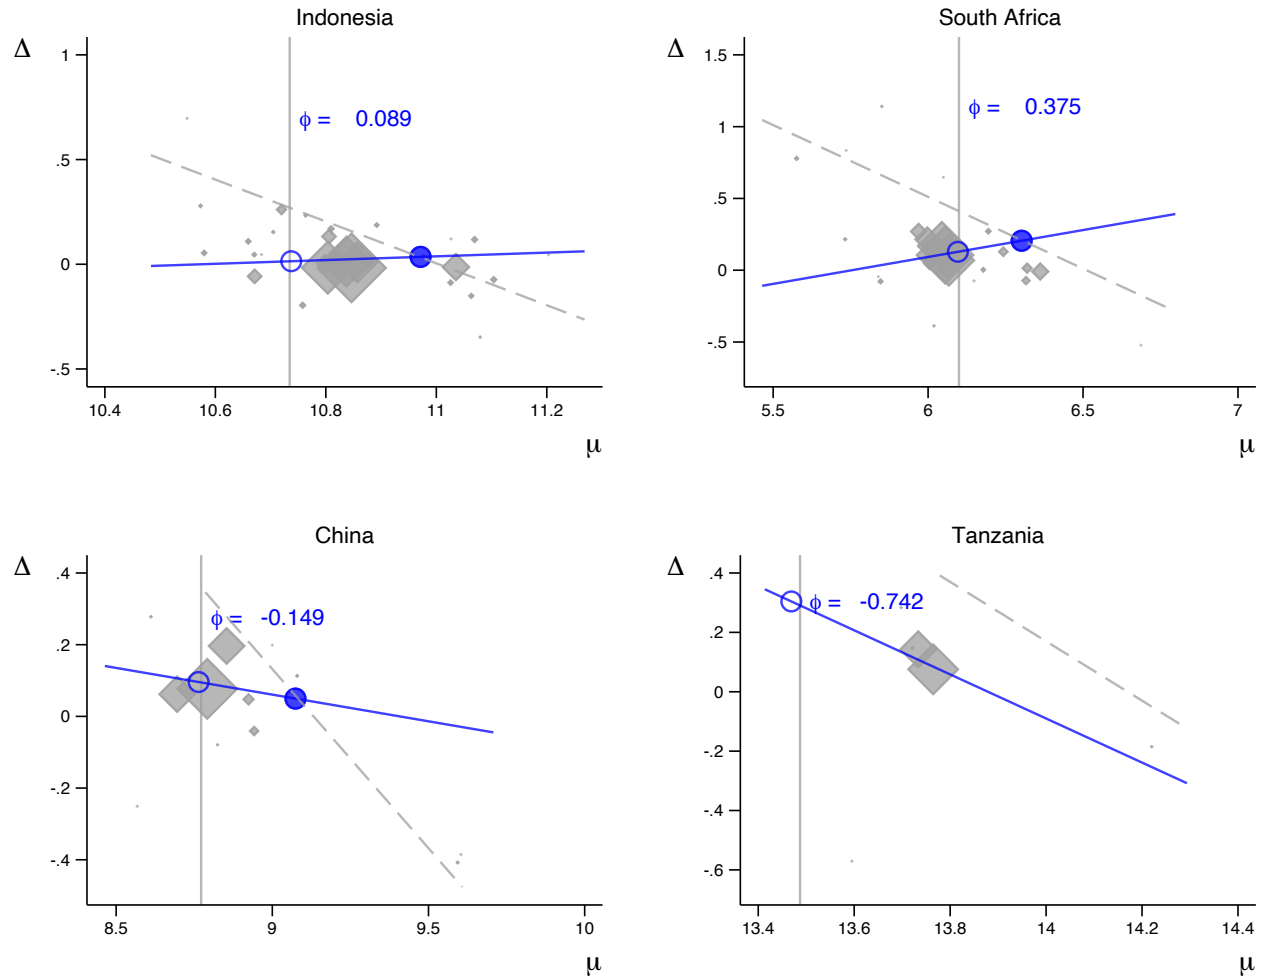 Indonesia
Δ
1
.5
0
-.5
ϕ = 0.089
10.4 10.6 10.8 11 11.2
μ
South Africa
Δ
1.5
1
.5
0
-.5
ϕ = 0.375
5.5 6 6.5 7
μ
China
Δ
.4
.2
0
-.2
-.4
ϕ = -0.149
8.5 9 9.5 10
μ
Tanzania
Δ
.4
.2
0
-.2
-.4
-.6
ϕ = -0.742
13.4 13.6 13.8 14 14.2 14.4
μ